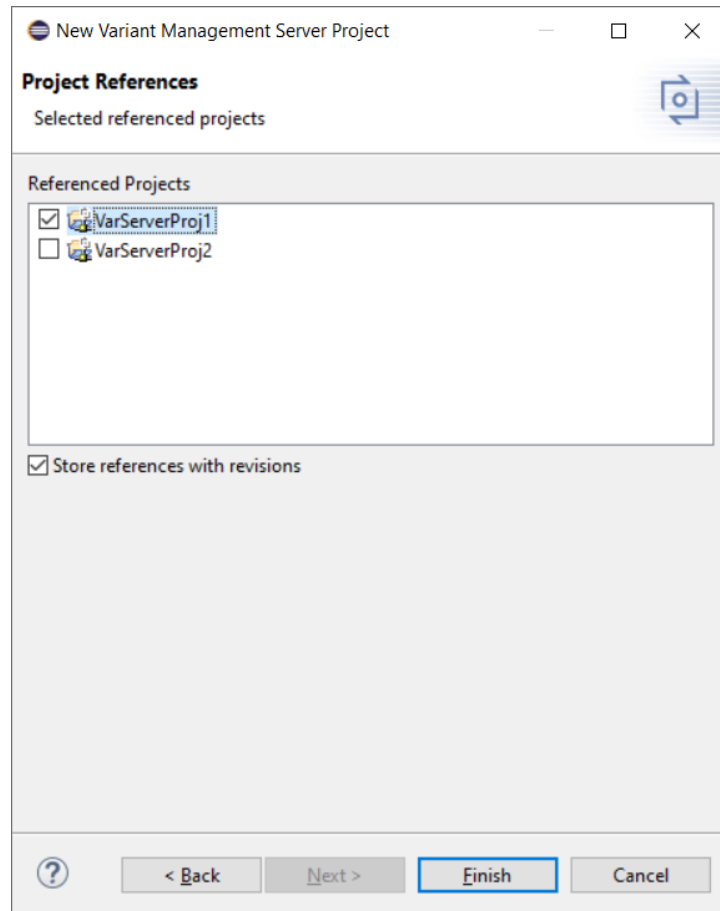 New Variant Management Server Project
Project References
Selected referenced projects
Referenced Projects
VarServerProj1
VarServerProj2
Store references with revisions
? < Back Next > Finish Cancel